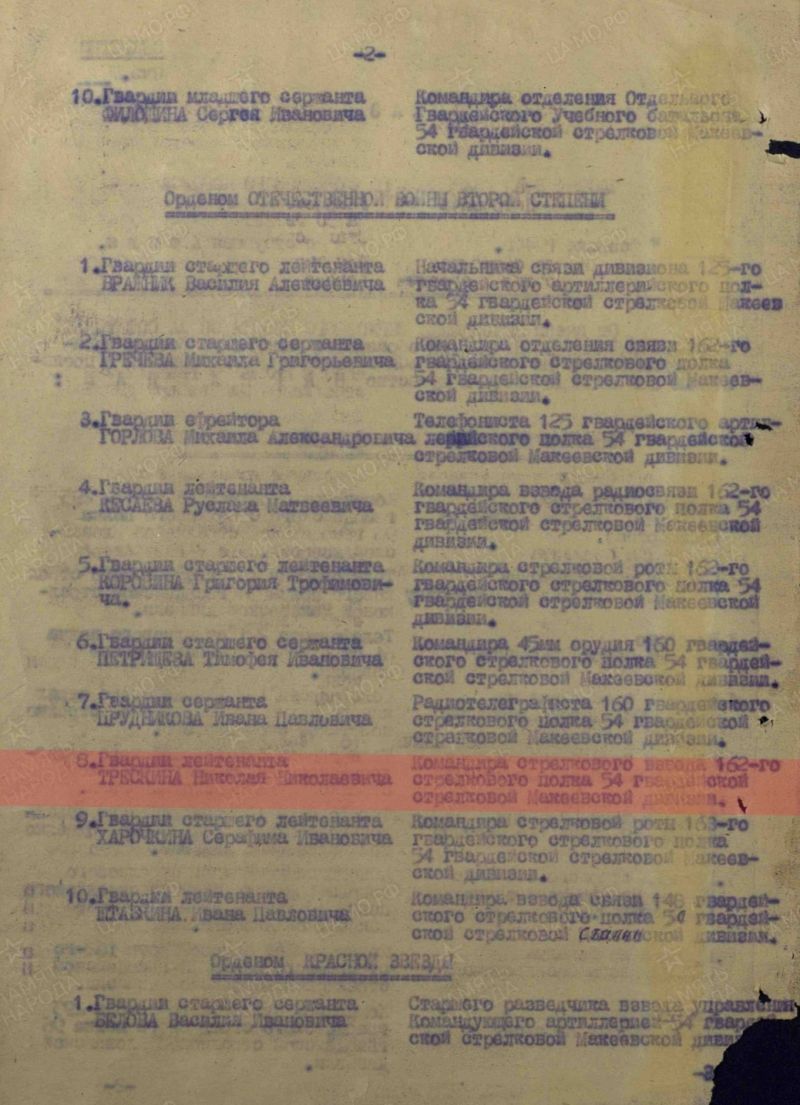 -2-
10. Гвардии младшего сержанта
Сергея Ивановича
Командира отделения Отдельного
Гвардейского Учебного батальона
54 гвардейской стрелковой Макеев-
ской дивизии.
Орденом ОТЕЧЕСТВЕННОЙ ВОЙНЫ ВТОРОЙ СТЕПЕНИ
1. Гвардии старшего лейтенанта
Василия Алексеевича
Начальника связи дивизиона 125-го
гвардейского артиллерийского пол-
ка 54 гвардейской стрелковой Макеев
ской дивизии.
2. Гвардии старшего сержанта
ГРЕЧЕВА Михаила Григорьевича
Командира отделения связи 162-го
гвардейского стрелкового полка
54 гвардейской стрелковой Макеев-
ской дивизии.
3. Гвардии ефрейтора
ГОРЛОВА Михаила Александровича
Телефониста 125 гвардейского артил-
лерийского полка 54 гвардейской
стрелковой Макеевской дивизии.
4. Гвардии лейтенанта
КЕСАЕВА Руслана Матвеевича
Командира взвода радиосвязи 162-го
гвардейского стрелкового полка 54
гвардейской стрелковой Макеевской
дивизии.
5. Гвардии старшего лейтенанта
КОРОВИНА Григория Трофимови-
ча.
Командира стрелковой роты 162-го
гвардейского стрелкового полка 54
гвардейской стрелковой Макеевской
дивизии.
6. Гвардии старшего сержанта
ПЕТРИЩЕВА Тимофея Ивановича
Командира 45мм орудия 160 гвардей-
ского стрелкового полка 54 гвардей-
ской стрелковой Макеевской дивизии.
7. Гвардии сержанта
ПРУДНИКОВА Ивана Павловича
Радиотелеграфиста 160 гвардейского
стрелкового полка 54 гвардейской
стрелковой Макеевской дивизии.
8. Гвардии лейтенанта
ТРЕСКИНА Николая Николаевича
Командира стрелкового взвода 162-го
стрелкового полка 54 гвардейской
стрелковой Макеевской дивизии.
9. Гвардии старшего лейтенанта
ХАРОЧКИНА Серафима Ивановича
Командира стрелковой роты 163-го
гвардейского стрелкового полка
54 гвардейской стрелковой Макеев-
ской дивизии.
10. Гвардии лейтенанта
Ивана Павловича
Командира взвода связи 148 гвардей-
ского стрелкового полка 50 гвардей-
ской стрелковой Сталинской дивизии.
Орденом КРАСНОЙ ЗВЕЗДЫ
1. Гвардии старшего сержанта
БЕЛОВА Василия Ивановича
Старшего разведчика взвода управления
Командующего артиллерией 54 гвардей
ской стрелковой Макеевской дивизии